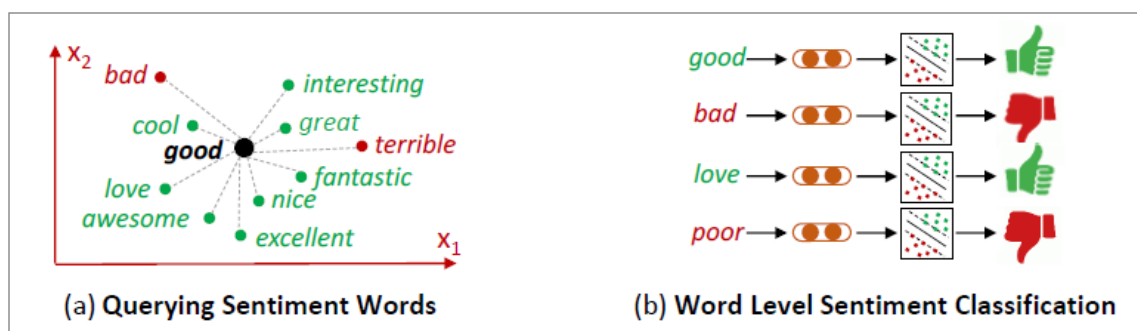 x₂
bad
interesting
cool
great
good
terrible
fantastic
love
nice
awesome
excellent
x₁
(a) Querying Sentiment Words
good
bad
love
poor
(b) Word Level Sentiment Classification